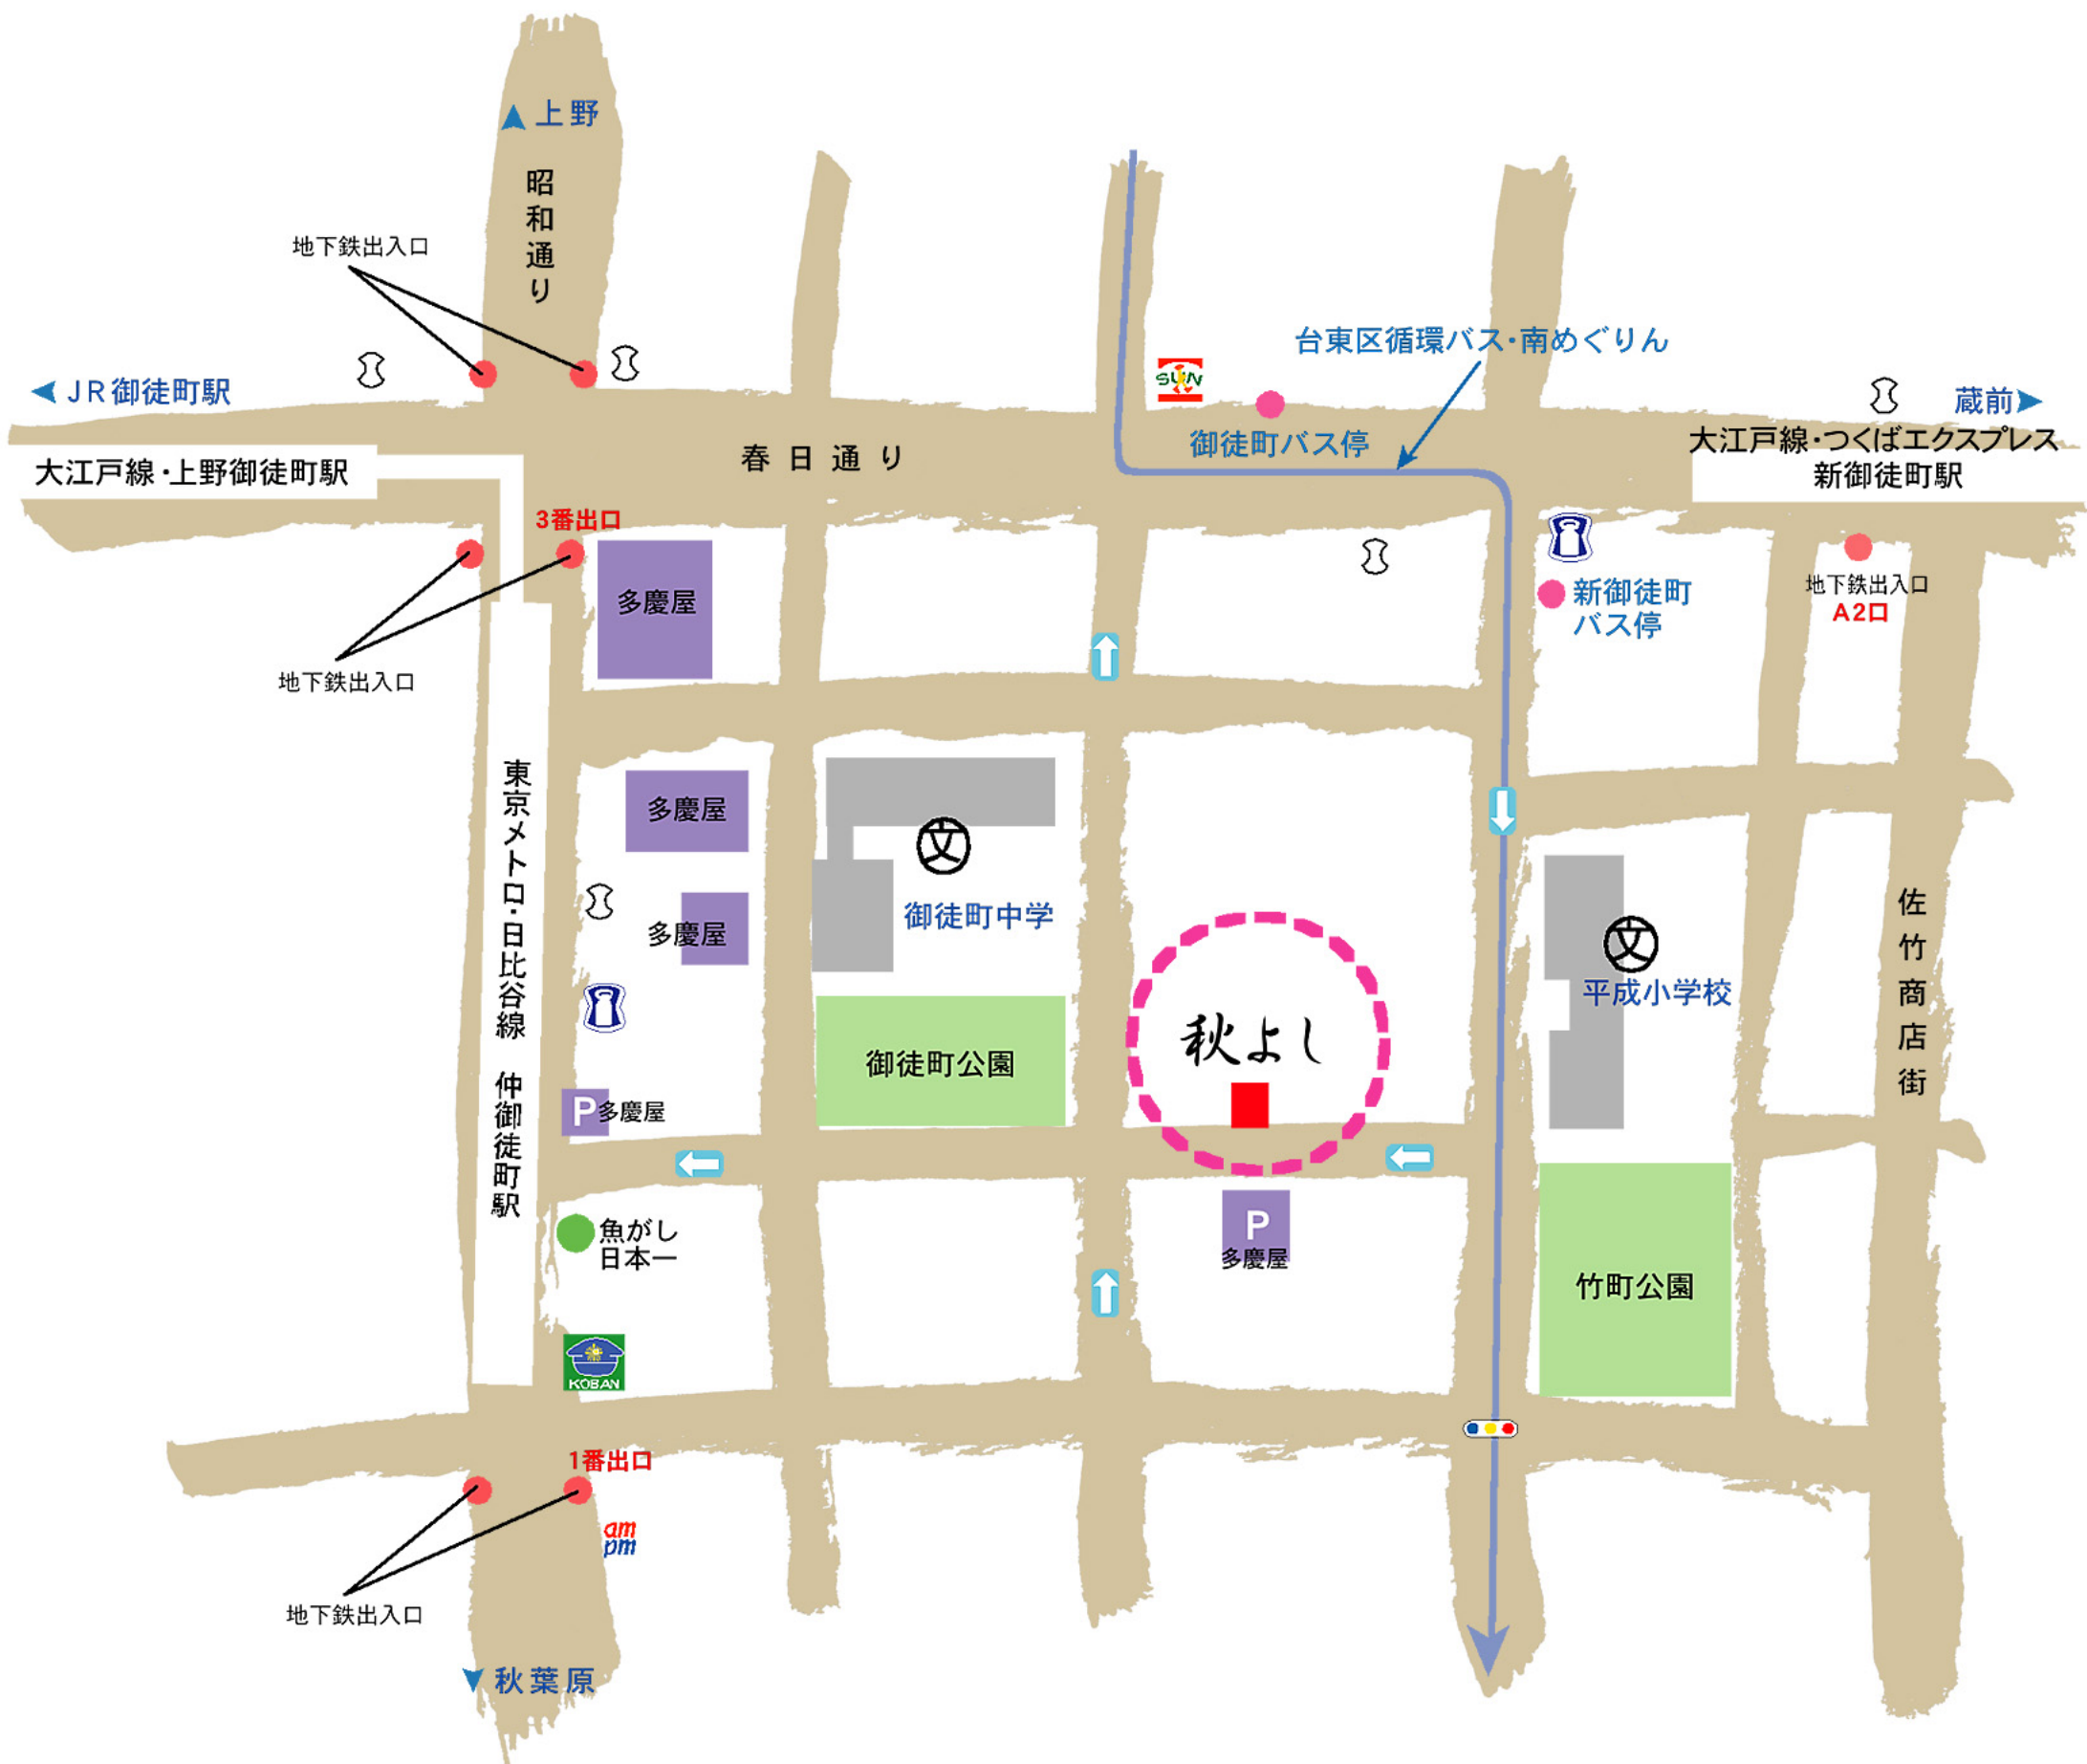 上野
昭和通り
地下鉄出入口
台東区循環バス・南めぐりん
SUN
JR御徒町駅
蔵前
御徒町バス停
大江戸線・つくばエクスプレス
新御徒町駅
春日通り
大江戸線・上野御徒町駅
3番出口
多慶屋
新御徒町
バス停
地下鉄出入口
A2口
地下鉄出入口
東京メトロ・日比谷線 仲御徒町駅
多慶屋
文
御徒町中学
多慶屋
佐竹商店街
文
平成小学校
秋よし
御徒町公園
P多慶屋
P
多慶屋
魚がし
日本一
竹町公園
KOBAN
1番出口
am
pm
地下鉄出入口
秋葉原